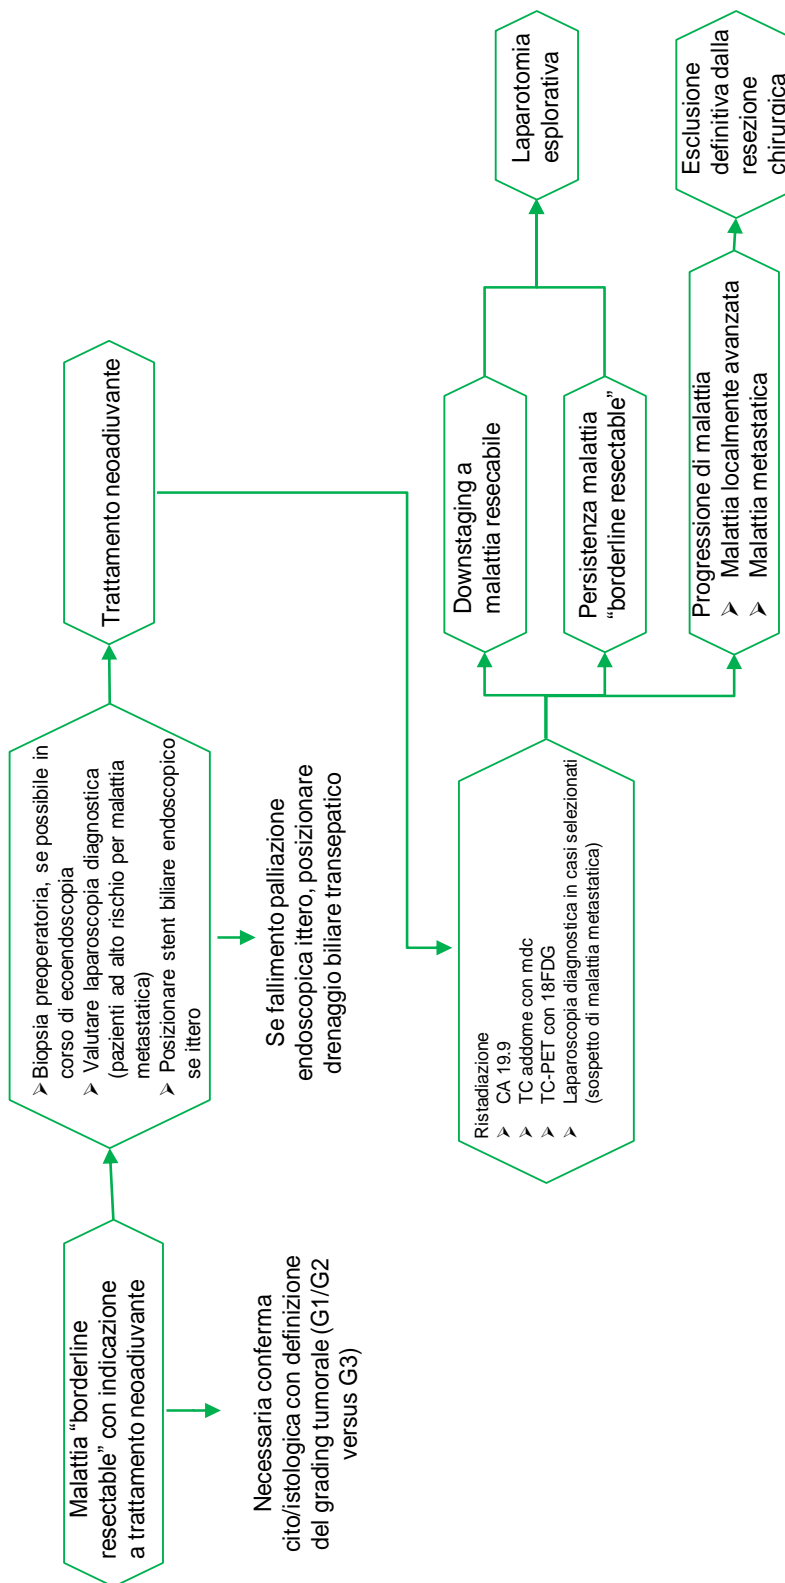 Malattia “borderline
resectable” con indicazione
a trattamento neoadiuvante
Necessaria conferma
cito/istologica con definizione
del grading tumorale (G1/G2
versus G3)
➢ Biopsia preoperatoria, se possibile in
corso di ecoendoscopia
➢ Valutare laparoscopia diagnostica
(pazienti ad alto rischio per malattia
metastatica)
➢ Posizionare stent biliare endoscopico
se ittero
Se fallimento palliazione
endoscopica ittero, posizionare
drenaggio biliare transepatico
Trattamento neoadiuvante
Ristadiazione
➢ CA 19.9
➢ TC addome con mdc
➢ TC-PET con 18FDG
➢ Laparoscopia diagnostica in casi selezionati
(sospetto di malattia metastatica)
Downstaging a
malattia resecabile
Persistenza malattia
“borderline resectable”
Progressione di malattia
➢ Malattia localmente avanzata
➢ Malattia metastatica
Laparotomia
esplorativa
Esclusione
definitiva dalla
resezione
chirurgica